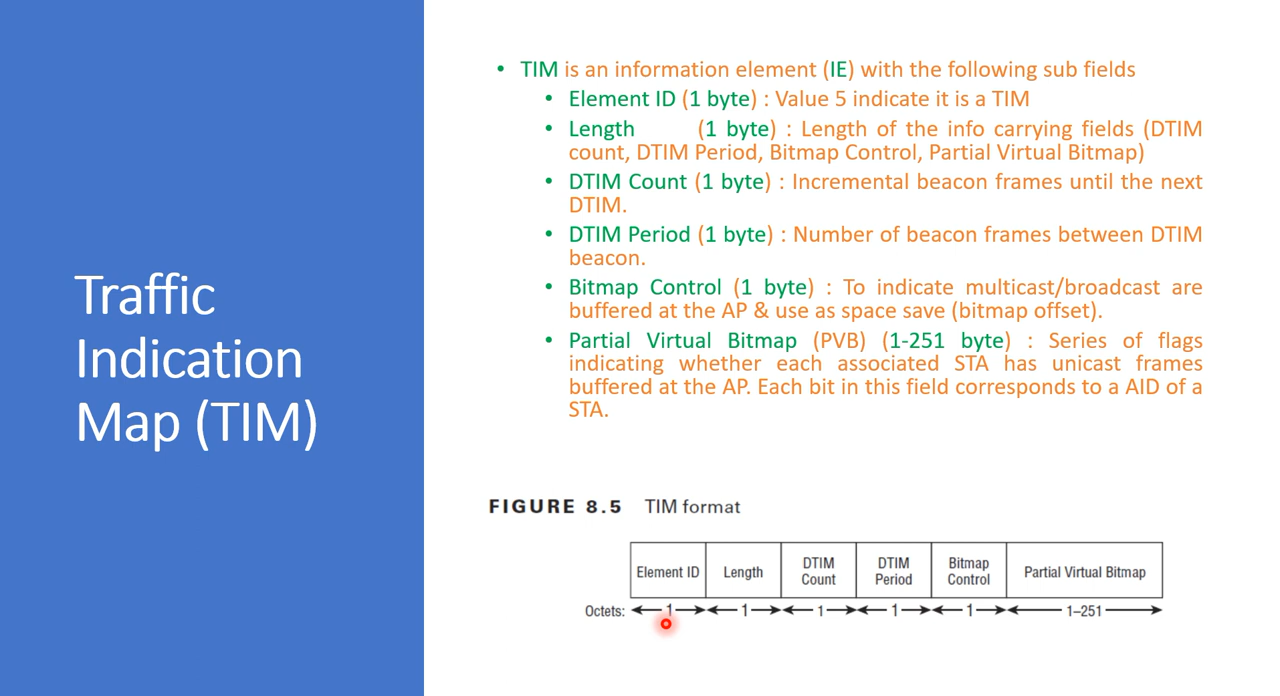 Traffic
Indication
Map (TIM)
• TIM is an information element (IE) with the following sub fields
• Element ID (1 byte) : Value 5 indicate it is a TIM
• Length (1 byte) : Length of the info carrying fields (DTIM
count, DTIM Period, Bitmap Control, Partial Virtual Bitmap)
• DTIM Count (1 byte) : Incremental beacon frames until the next
DTIM.
• DTIM Period (1 byte) : Number of beacon frames between DTIM
beacon.
• Bitmap Control (1 byte) : To indicate multicast/broadcast are
buffered at the AP & use as space save (bitmap offset).
• Partial Virtual Bitmap (PVB) (1-251 byte) : Series of flags
indicating whether each associated STA has unicast frames
buffered at the AP. Each bit in this field corresponds to a AID of a
STA.
FIGURE 8.5 TIM format
Element ID Length DTIM Count DTIM Period Bitmap Control Partial Virtual Bitmap
Octets: 1 1 1 1 1 1–251